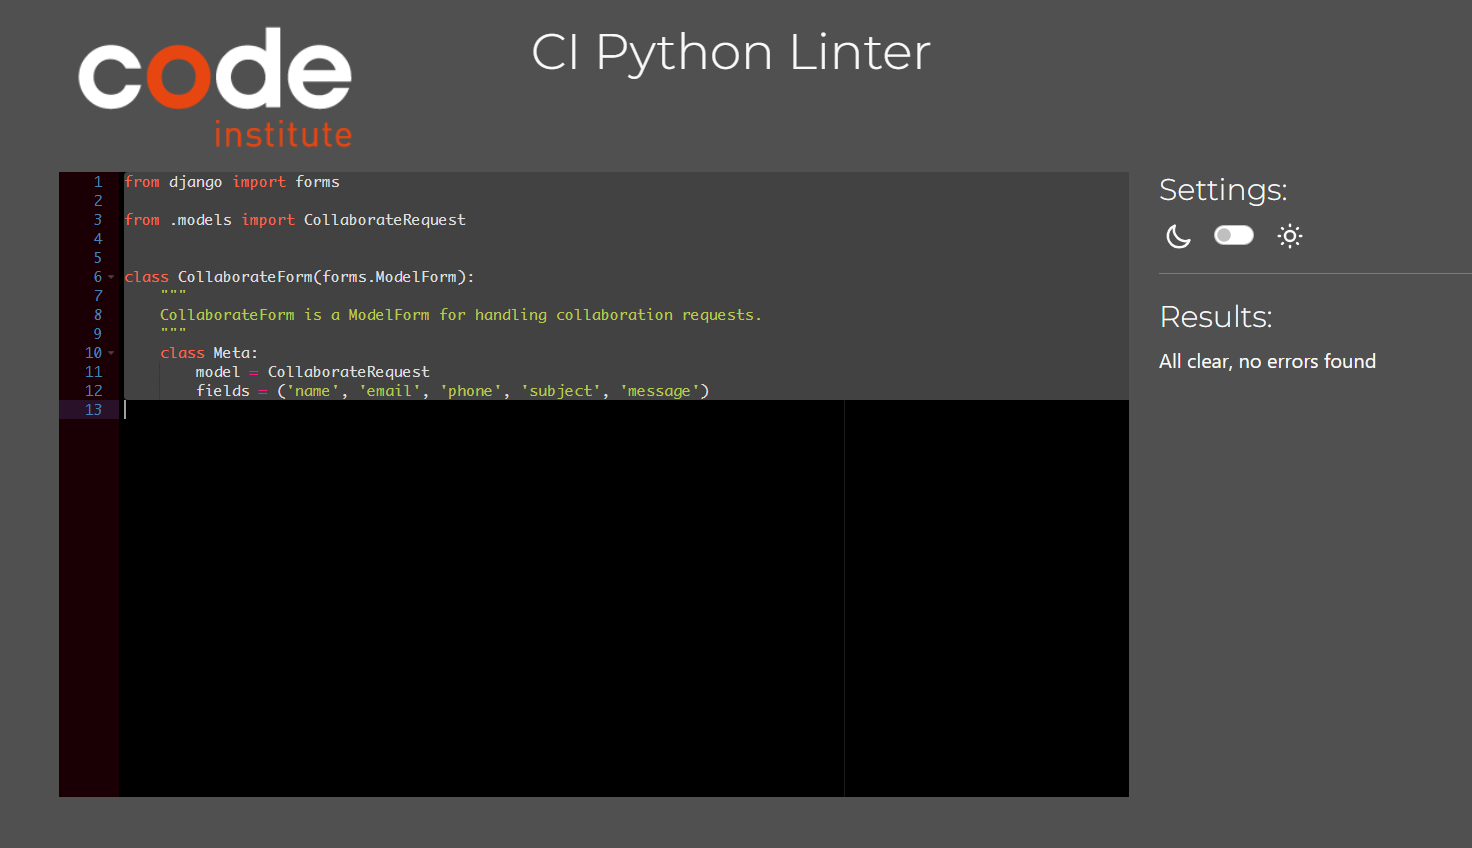 code
institute
CI Python Linter
1 from django import forms
2
3 from .models import CollaborateRequest
4
5
6 class CollaborateForm(forms.ModelForm):
7     """
8     CollaborateForm is a ModelForm for handling collaboration requests.
9     """
10     class Meta:
11         model = CollaborateRequest
12         fields = ('name', 'email', 'phone', 'subject', 'message')
13
Settings:
Results:
All clear, no errors found